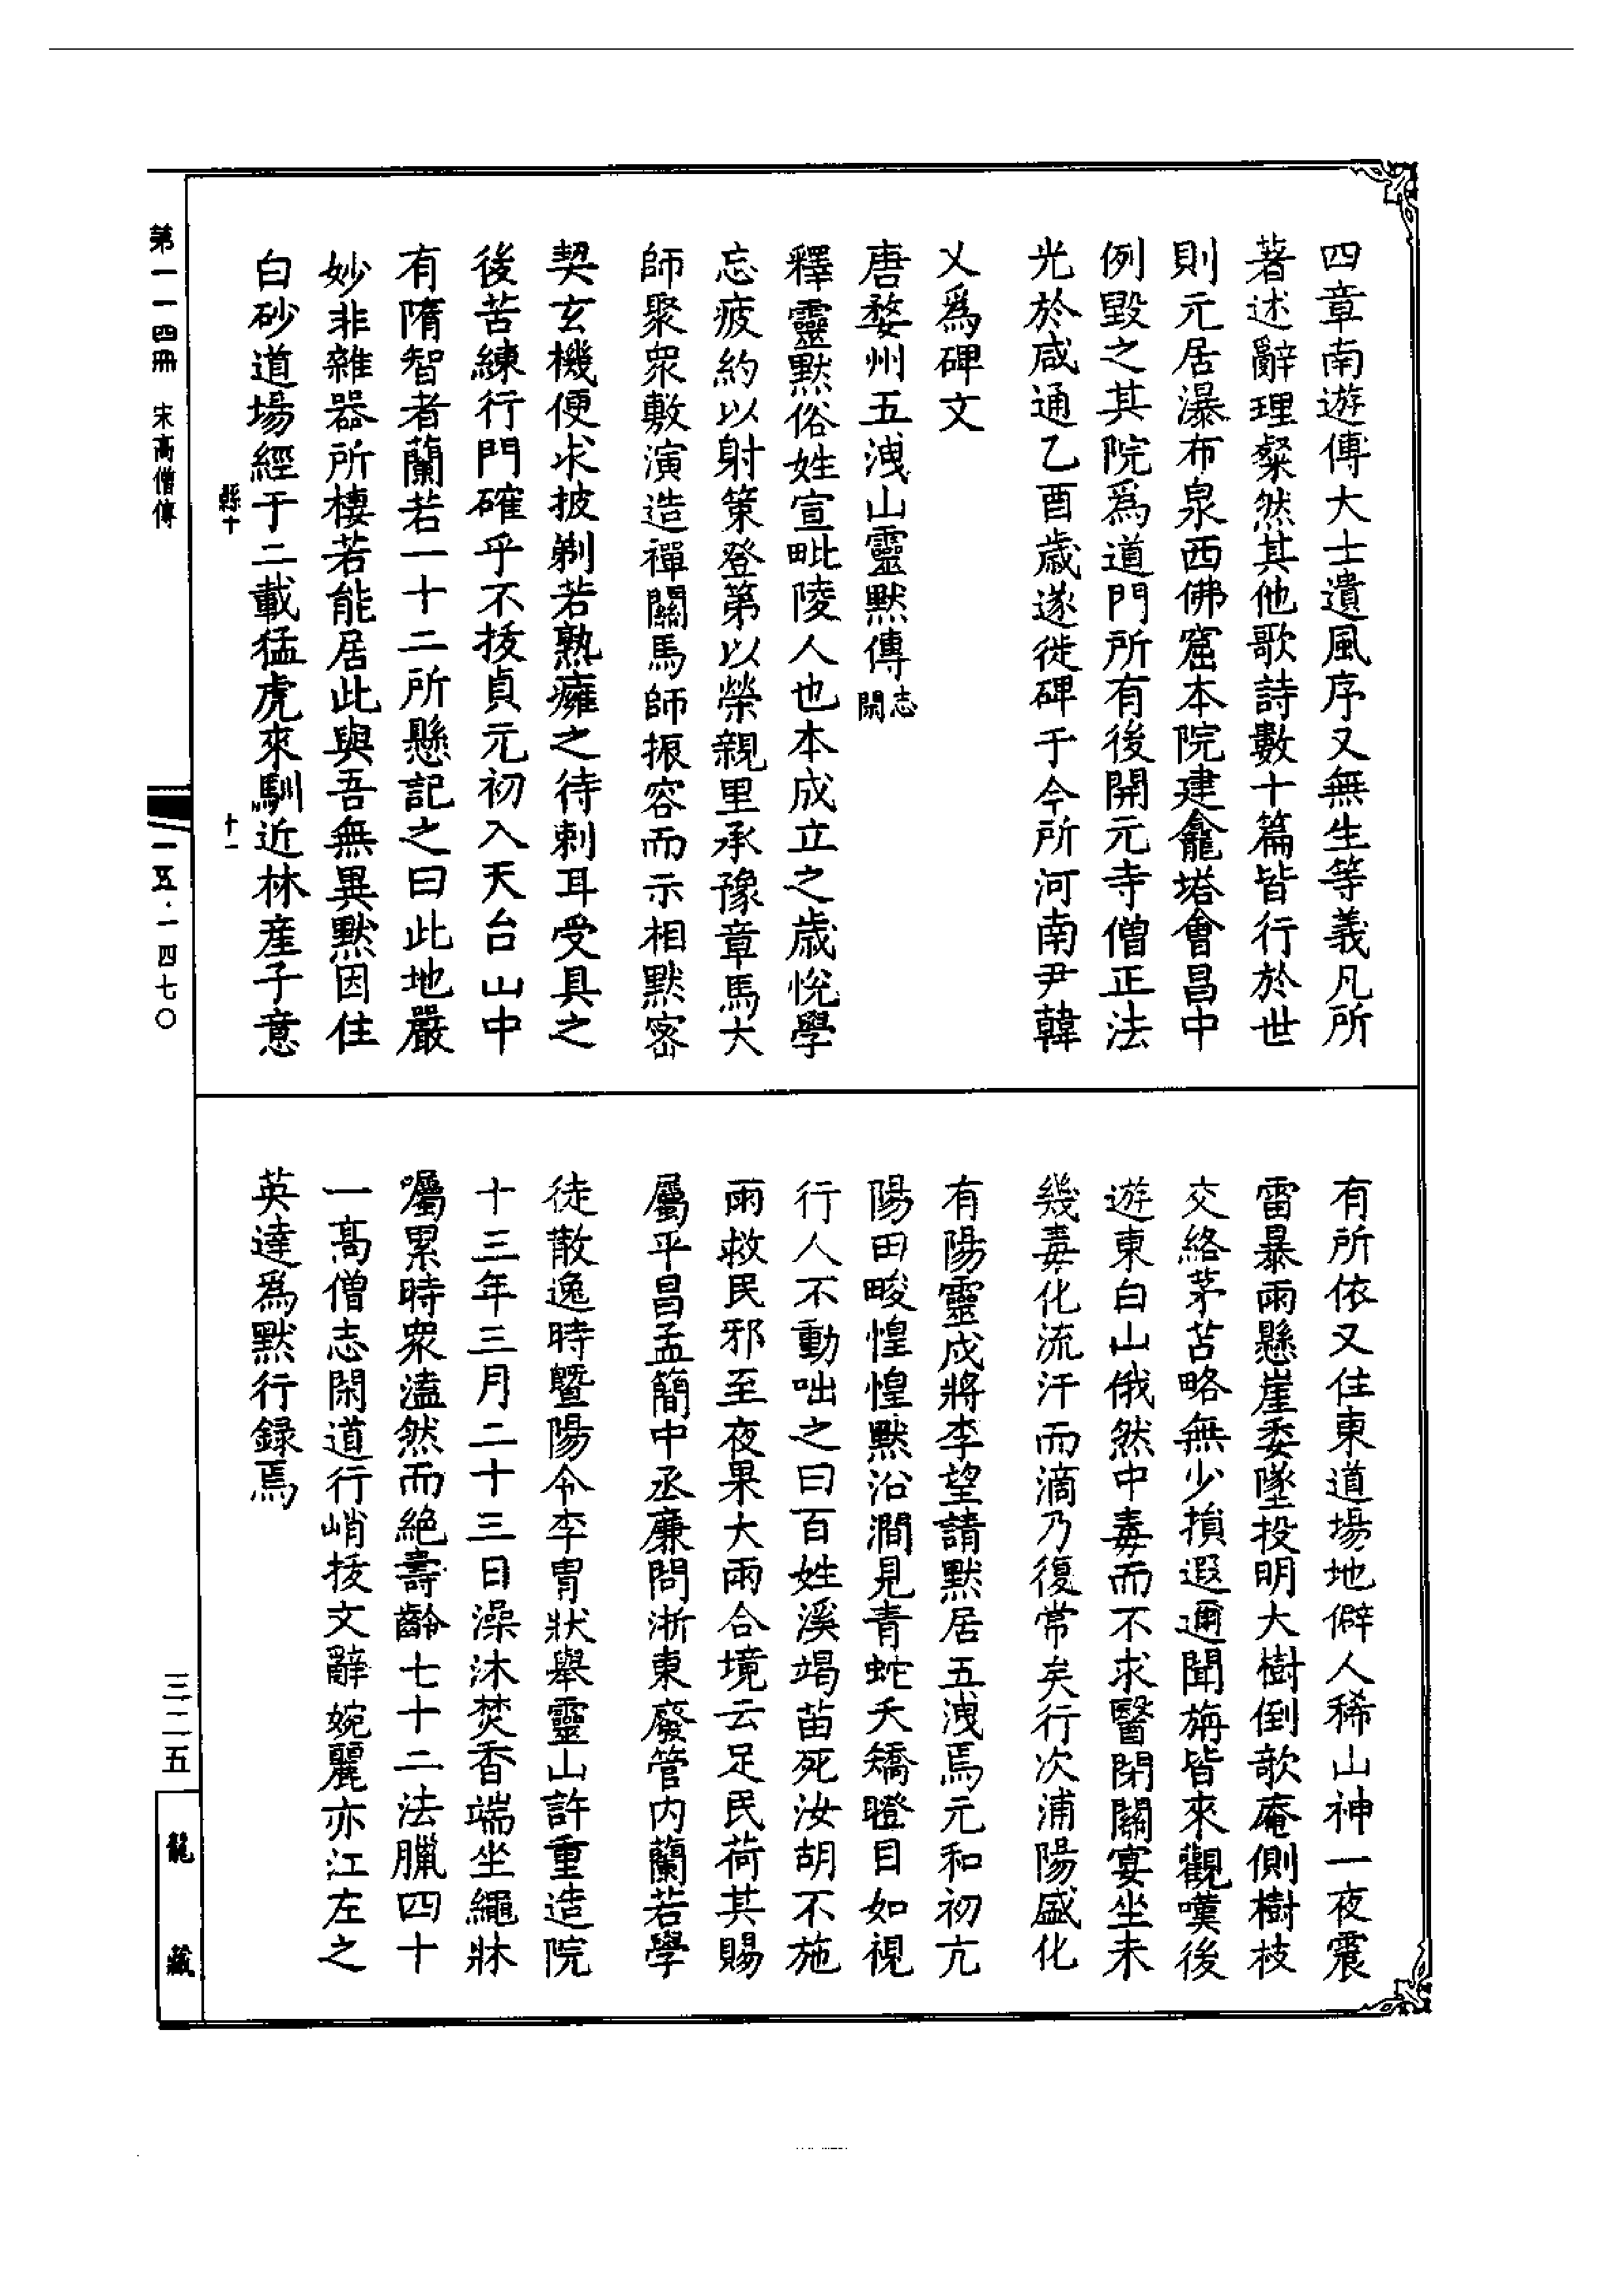 四章南遊傅大士遺風序又無生等義凡所
著述辭理粲然其他歌詩數十篇皆行於世
則元居瀑布泉西佛窟本院建龕塔會昌中
例毀之其院爲道門所有後開元寺僧正法
光於咸通乙酉歳遂徙碑于今所河南尹韓
乂爲碑文
唐婺州五洩山靈默傳志閑
釋靈默俗姓宣毗陵人也本成立之歳悅學
忘疲約以射策登第以榮親里承豫章馬大
師聚衆敷演造禪關馬師振容而示相默密
契玄機便求披剃若熟癰之待刺耳受具之
後苦練行門確乎不拔貞元初入天台山中
有隋智者蘭若一十二所懸記之曰此地嚴
妙非雜器所棲若能居此與吾無異默因住
白砂道場經于二載猛虎來馴近林産子意
有所依又住東道場地僻人稀山神一夜震
雷暴雨懸崖委墜投明大樹倒欹庵側樹枝
交絡茅苫略無少損遐邇聞旃皆來觀嘆後
遊東白山俄然中毒而不求醫閉關宴坐未
幾毒化流汗而滴乃復常矣行次浦陽盛化
有陽靈戍將李望請默居五洩焉元和初亢
陽田畯惶惶默沿澗見青蛇夭矯瞪目如視
行人不動咄之曰百姓溪竭苗死汝胡不施
雨救民邪至夜果大雨合境云足民荷其賜
屬平昌孟簡中丞廉問浙東廢管内蘭若學
徒散逸時曁陽令李胄狀舉靈山許重造院
十三年三月二十三日澡沐焚香端坐繩牀
囑累時衆溘然而絕壽齡七十二法臘四十
一高僧志閑道行峭拔文辭婉麗亦江左之
英達爲默行録焉
第一一四冊 宋高僧傳
縣十
十一
一五·一四七〇
三二五
龍藏